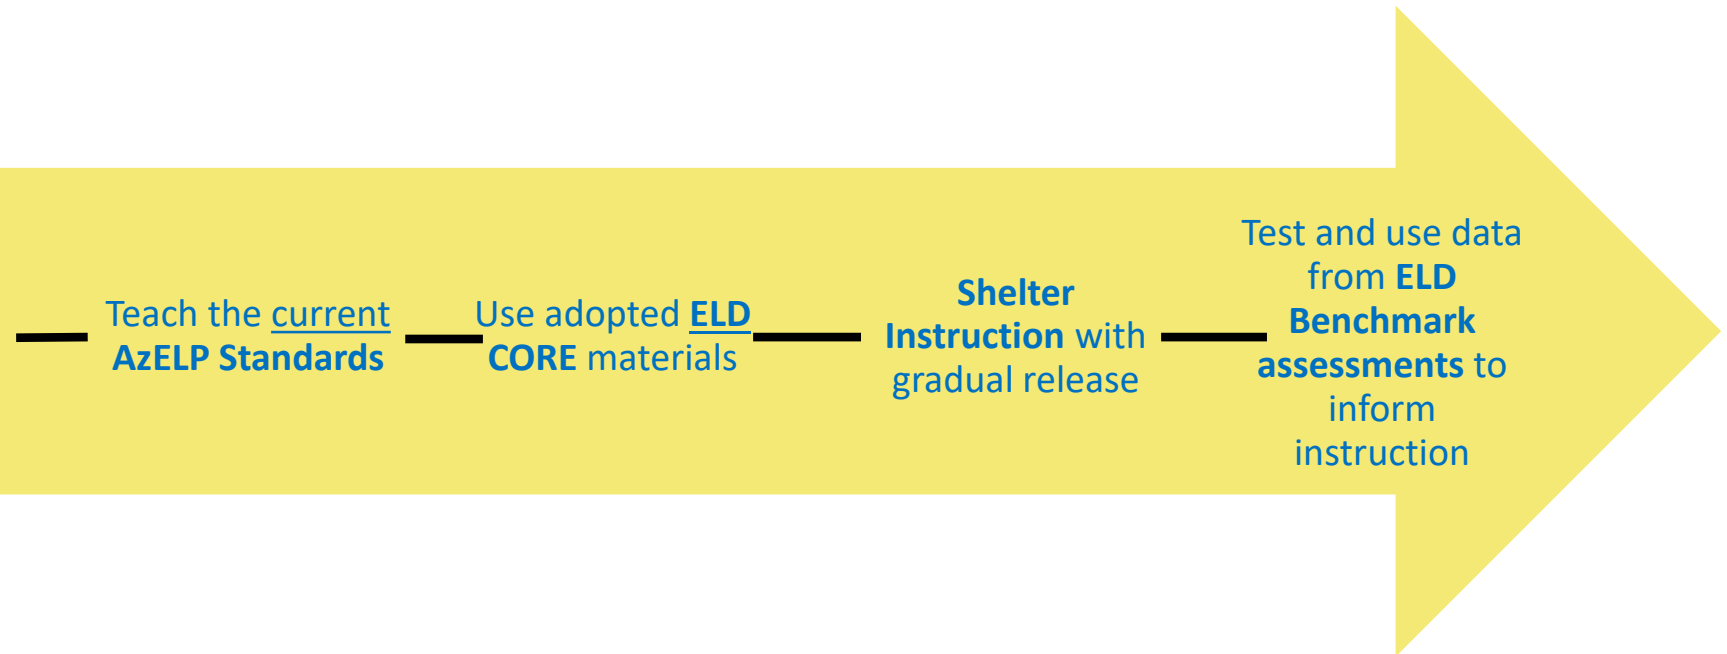 Teach the current
AzELP Standards
Use adopted ELD
CORE materials
Shelter
Instruction with
gradual release
Test and use data
from ELD
Benchmark
assessments to
inform
instruction